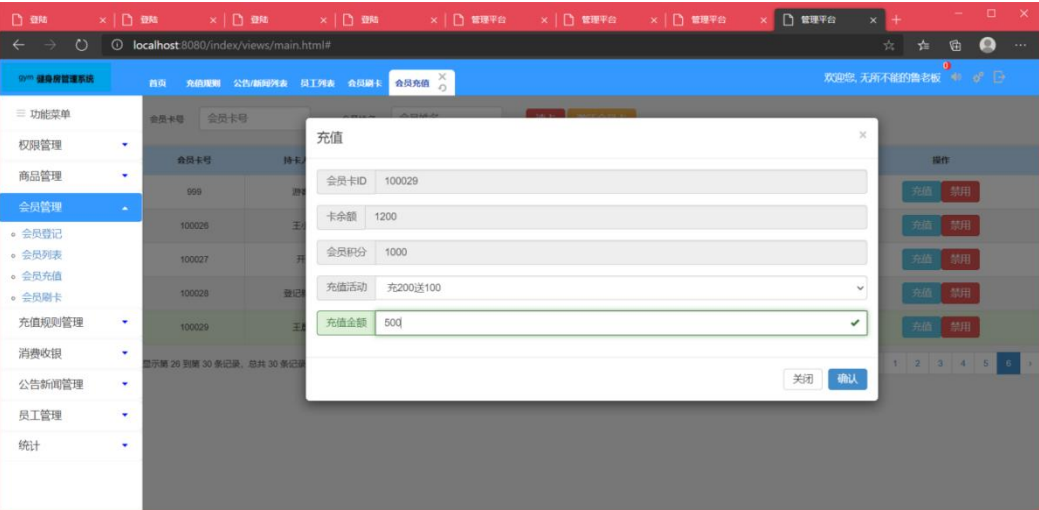 登陆 登陆 登陆 登陆 管理平台 管理平台 管理平台 管理平台
localhost:8080/index/views/main.html#
健身房管理系统 首页 充值规则 公告/新闻列表 员工列表 会员刷卡 会员充值 欢迎您, 无所不能的鲁老板 0
功能菜单
权限管理
商品管理
会员管理
会员登记
会员列表
会员充值
会员刷卡
充值规则管理
消费收银
公告新闻管理
员工管理
统计
会员卡号 会员卡号
会员卡号 操作
999 充值 禁用
100026 充值 禁用
100027 充值 禁用
100028 充值 禁用
100029 充值 禁用
显示第 26 到第 30 条记录，总共 30 条记录
1 2 3 4 5 6 ›
充值 ×
会员卡ID 100029
卡余额 1200
会员积分 1000
充值活动 充200送100
充值金额 500
关闭 确认